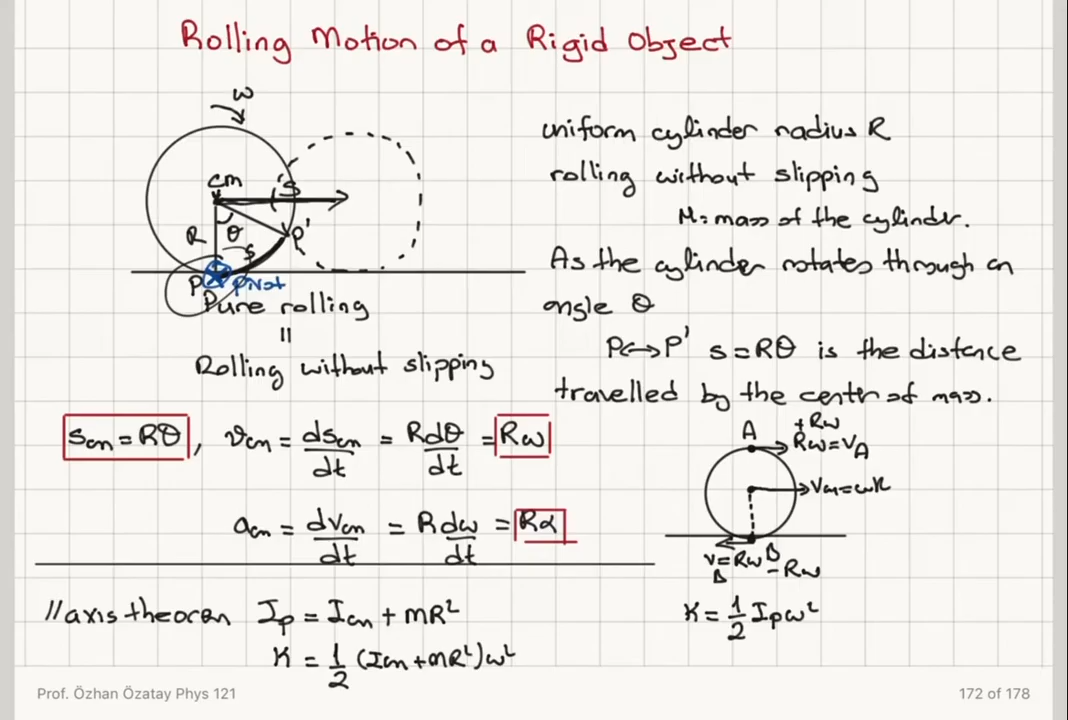 Rolling Motion of a Rigid Object
ω
cm
S
R θ
s
P'
P
pivot
Pure rolling
=
Rolling without slipping
uniform cylinder radius R
rolling without slipping
M: mass of the cylinder.
As the cylinder rotates through an
angle θ
P↔P' s=Rθ is the distance
travelled by the center of mass.
Scm = Rθ, vcm = dscm/dt = Rdθ/dt = Rω
acm = dvcm/dt = Rdω/dt = Rα
A
+Rω
Rω=vA
Vcm=ωR
B
vB=Rω -Rω
K=1/2 Ipω²
// axis theorem Ip = Icm + MR²
K = 1/2 (Icm+MR²)ω²
Prof. Özhan Özatay Phys 121
172 of 178